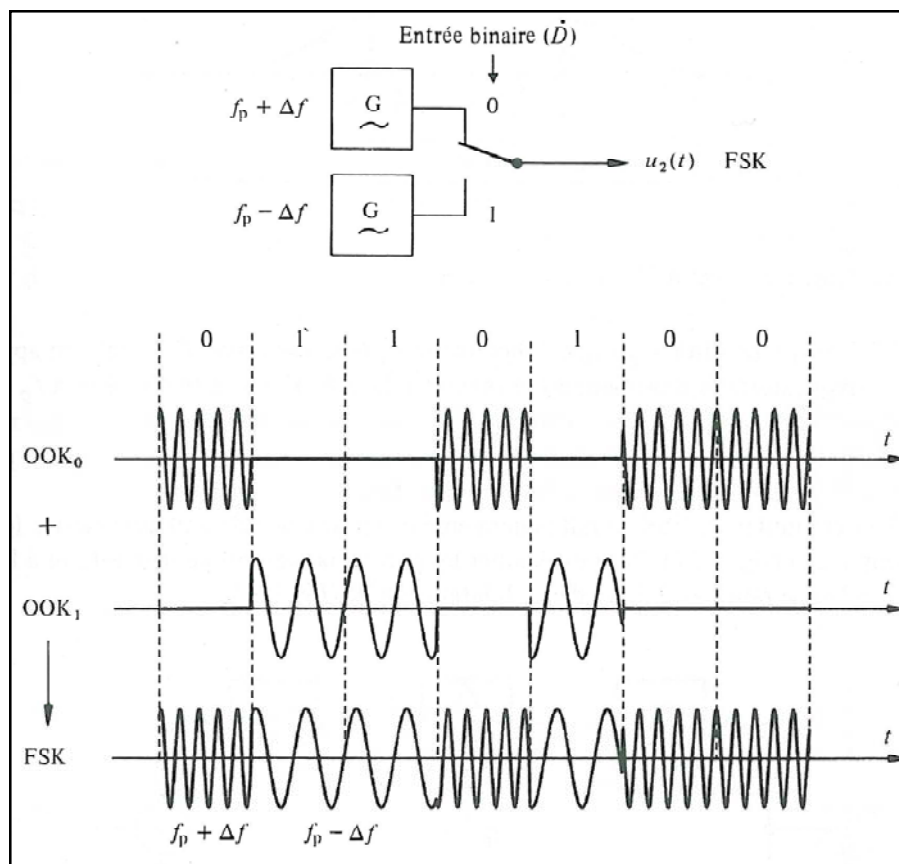 Entrée binaire (Ḋ)
f_p + Δf G 0
u₂(t) FSK
f_p − Δf G 1
0 1 1 0 1 0 0
OOK₀ t
+
OOK₁ t
FSK t
f_p + Δf f_p − Δf